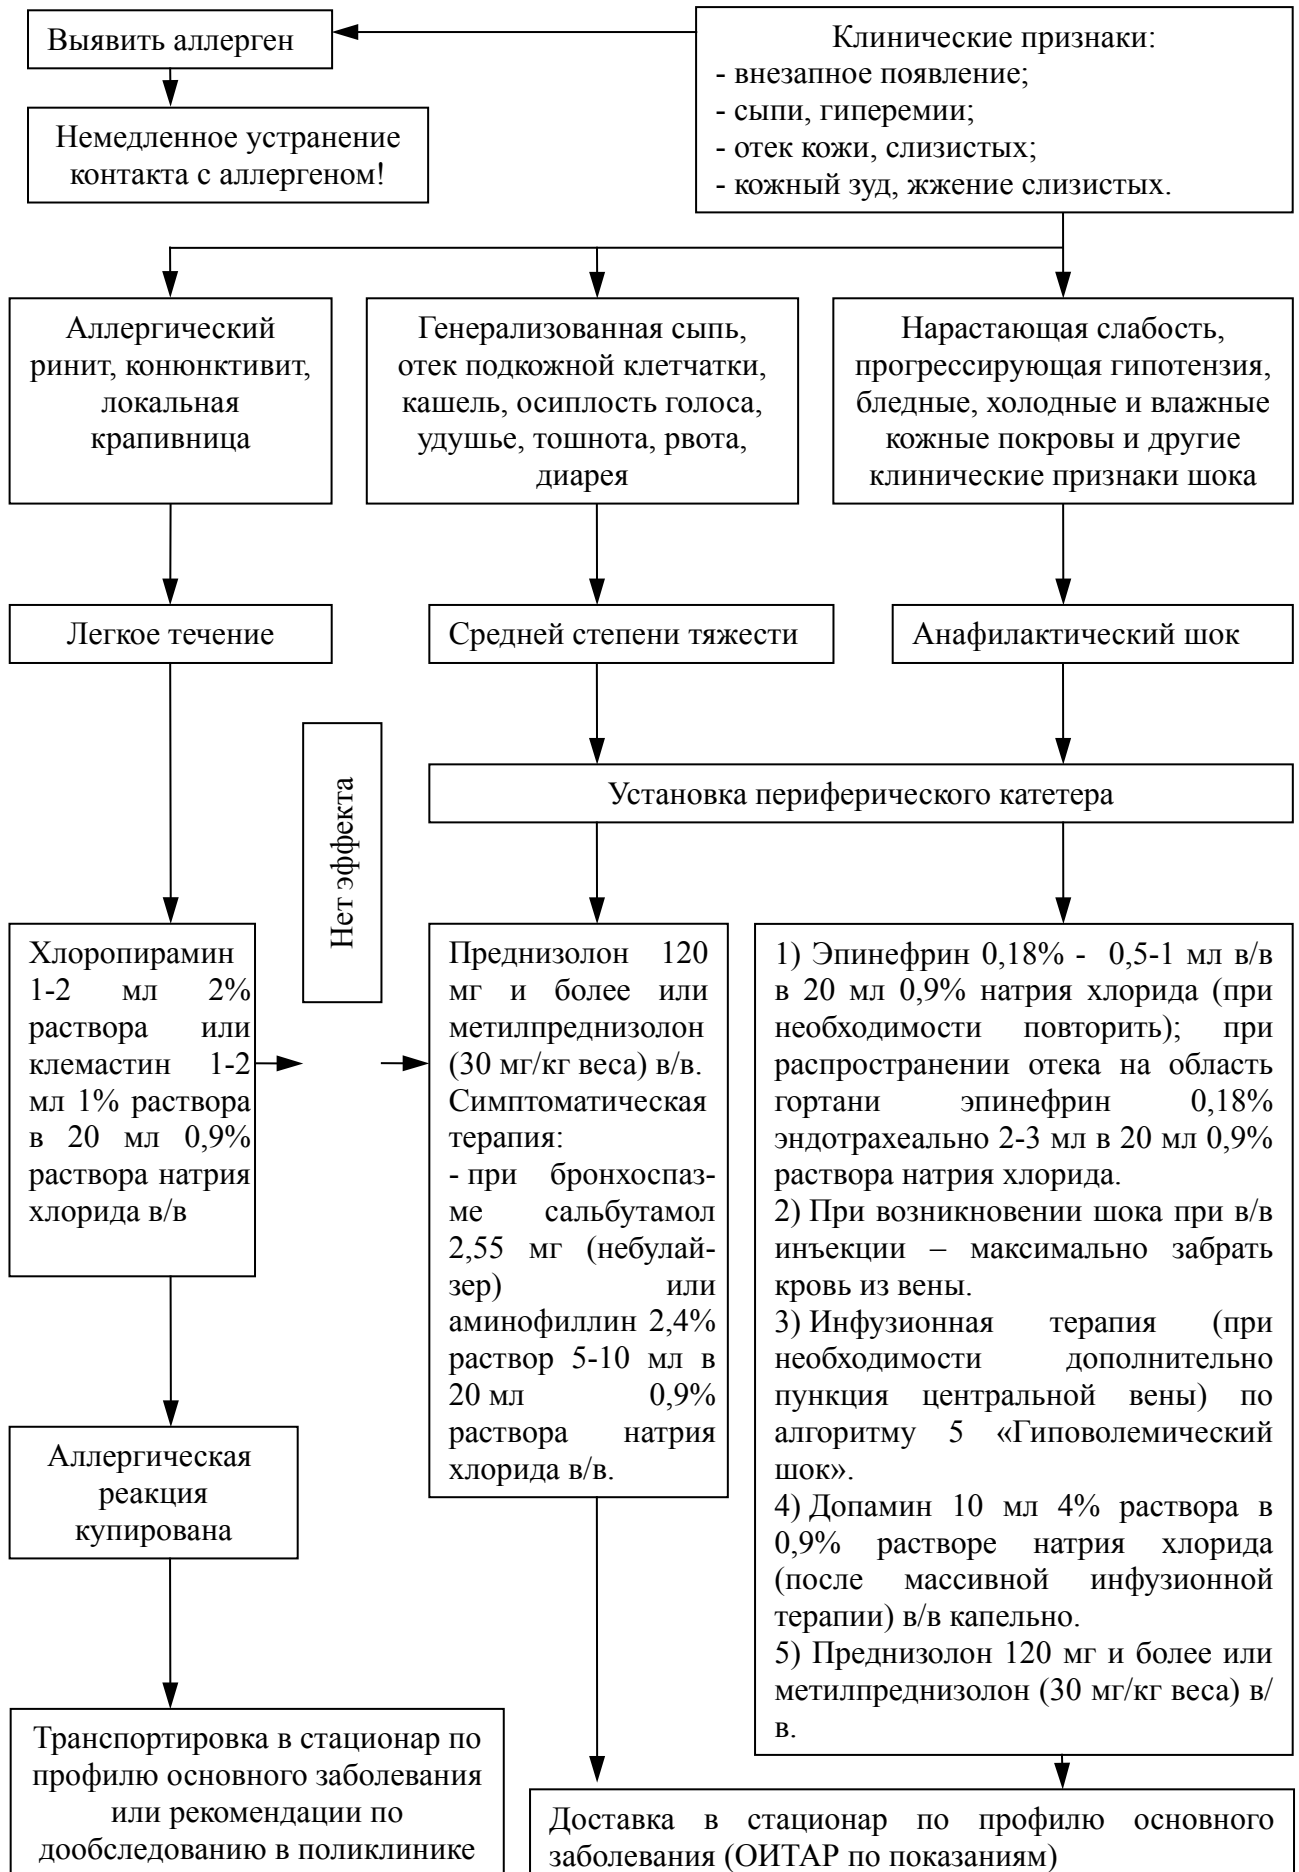 Выявить аллерген
Немедленное устранение
контакта с аллергеном!
Клинические признаки:
- внезапное появление;
- сыпи, гиперемии;
- отек кожи, слизистых;
- кожный зуд, жжение слизистых.
Аллергический
ринит, конюнктивит,
локальная
крапивница
Генерализованная сыпь,
отек подкожной клетчатки,
кашель, осиплость голоса,
удушье, тошнота, рвота,
диарея
Нарастающая слабость,
прогрессирующая гипотензия,
бледные, холодные и влажные
кожные покровы и другие
клинические признаки шока
Легкое течение
Средней степени тяжести
Анафилактический шок
Установка периферического катетера
Хлоропирамин
1-2 мл 2%
раствора или
клемастин 1-2
мл 1% раствора
в 20 мл 0,9%
раствора натрия
хлорида в/в
Нет эффекта
Преднизолон 120
мг и более или
метилпреднизолон
(30 мг/кг веса) в/в.
Симптоматическая
терапия:
- при бронхоспаз-
ме сальбутамол
2,55 мг (небулай-
зер) или
аминофиллин 2,4%
раствор 5-10 мл в
20 мл 0,9%
раствора натрия
хлорида в/в.
1) Эпинефрин 0,18% - 0,5-1 мл в/в
в 20 мл 0,9% натрия хлорида (при
необходимости повторить); при
распространении отека на область
гортани эпинефрин 0,18%
эндотрахеально 2-3 мл в 20 мл 0,9%
раствора натрия хлорида.
2) При возникновении шока при в/в
инъекции – максимально забрать
кровь из вены.
3) Инфузионная терапия (при
необходимости дополнительно
пункция центральной вены) по
алгоритму 5 «Гиповолемический
шок».
4) Допамин 10 мл 4% раствора в
0,9% растворе натрия хлорида
(после массивной инфузионной
терапии) в/в капельно.
5) Преднизолон 120 мг и более или
метилпреднизолон (30 мг/кг веса) в/
в.
Аллергическая
реакция
купирована
Транспортировка в стационар по
профилю основного заболевания
или рекомендации по
дообследованию в поликлинике
Доставка в стационар по профилю основного
заболевания (ОИТАР по показаниям)